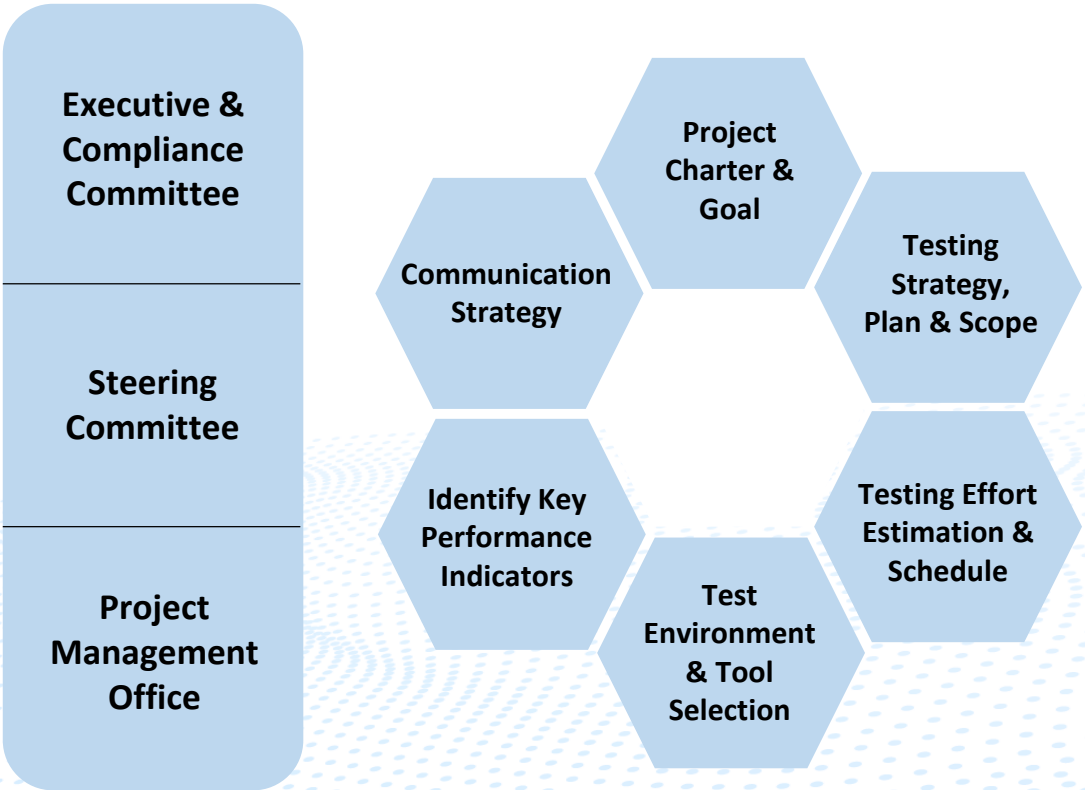 Executive &
Compliance
Committee
Steering
Committee
Project
Management
Office
Project
Charter &
Goal
Testing
Strategy,
Plan & Scope
Testing Effort
Estimation &
Schedule
Test
Environment
& Tool
Selection
Identify Key
Performance
Indicators
Communication
Strategy